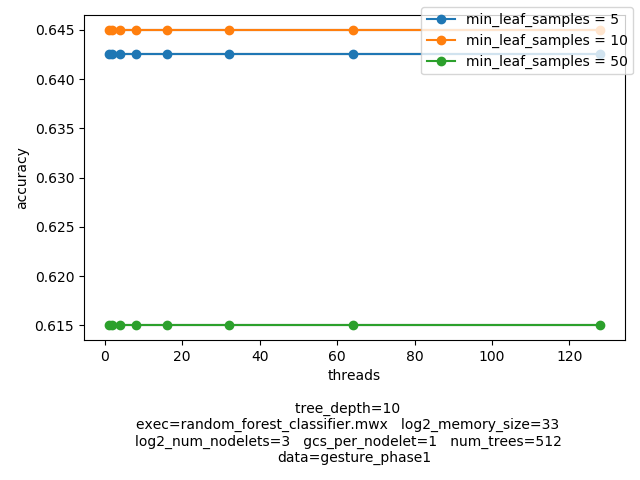 min_leaf_samples = 5
min_leaf_samples = 10
min_leaf_samples = 50
0.645
0.640
0.635
0.630
0.625
0.620
0.615
accuracy
0 20 40 60 80 100 120
threads
tree_depth=10
exec=random_forest_classifier.mwx log2_memory_size=33
log2_num_nodelets=3 gcs_per_nodelet=1 num_trees=512
data=gesture_phase1